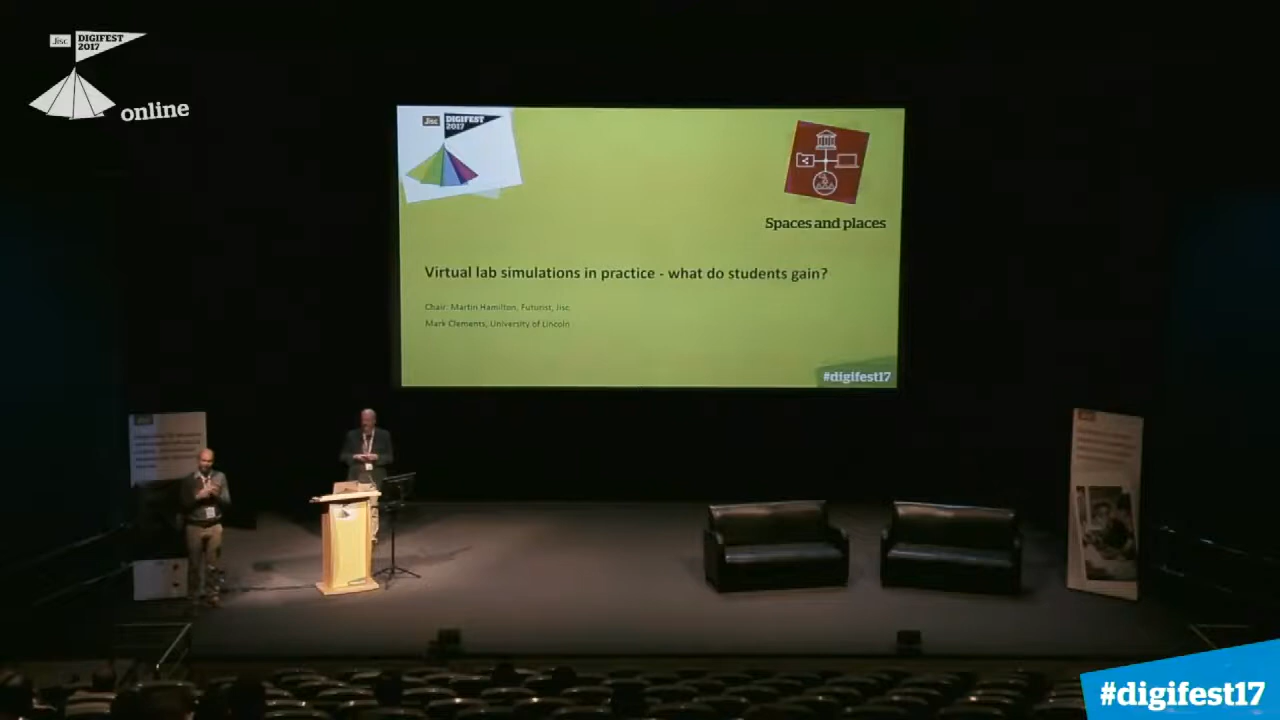 Jisc
DIGIFEST
2017
online
Jisc
DIGIFEST
2017
Spaces and places
Virtual lab simulations in practice - what do students gain?
Chair: Martin Hamilton, Futurist, Jisc
Mark Clements, University of Lincoln
#digifest17
#digifest17